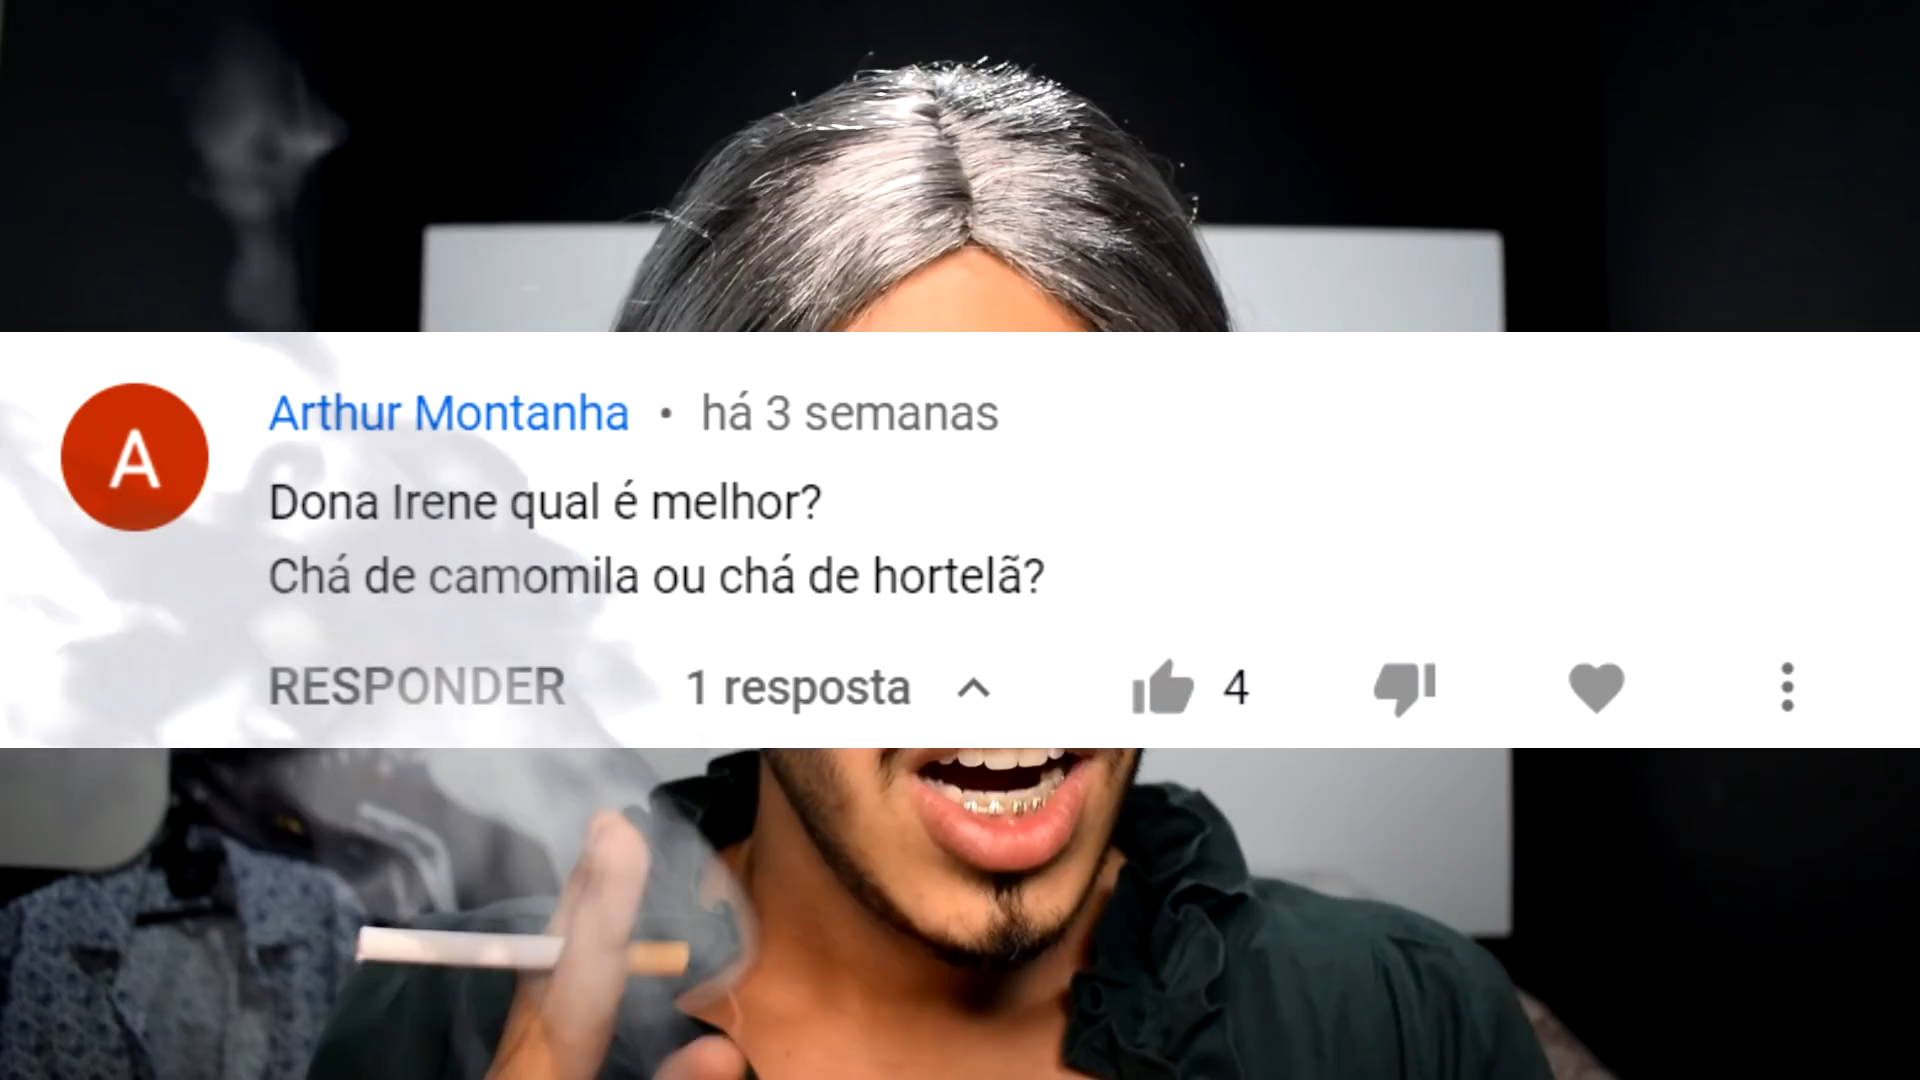 A
Arthur Montanha • há 3 semanas
Dona Irene qual é melhor?
Chá de camomila ou chá de hortelã?
RESPONDER 1 resposta 4